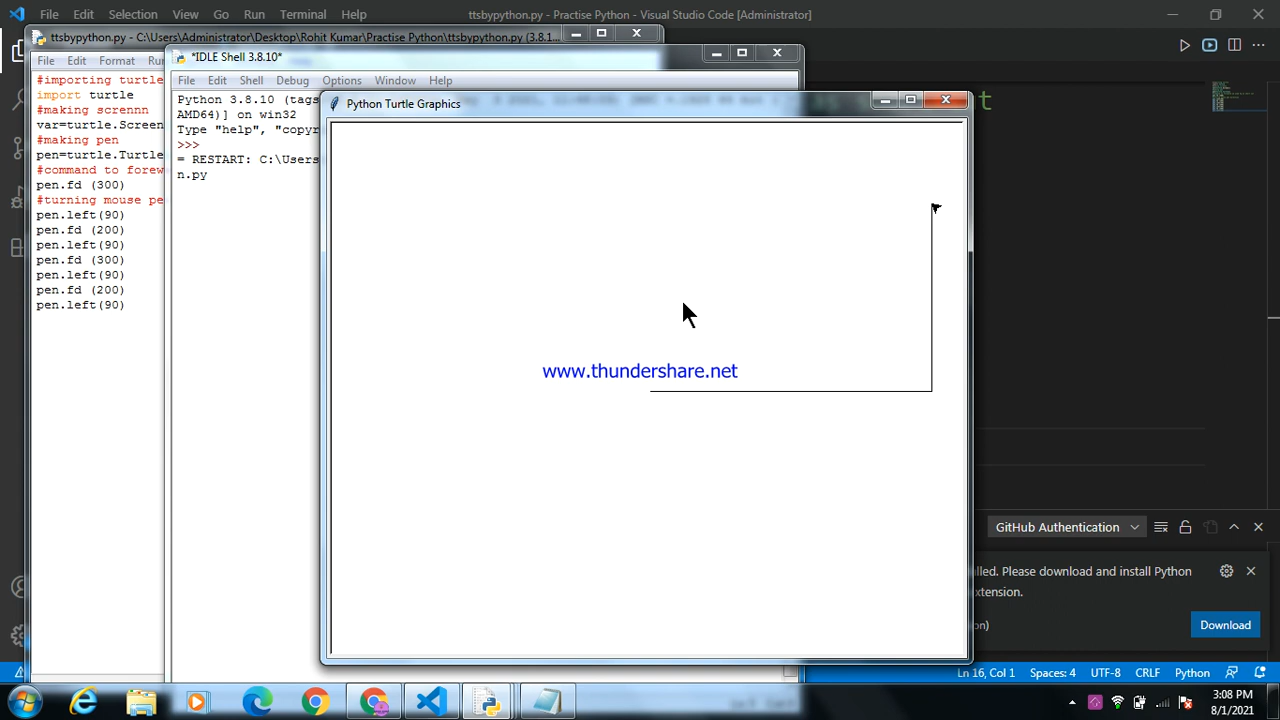 File Edit Selection View Go Run Terminal Help
ttsbypython.py - Practise Python - Visual Studio Code [Administrator]
ttsbypython.py - C:\Users\Administrator\Desktop\Rohit Kumar\Practise Python\ttsbypython.py (3.8.1...
File Edit Format
#importing turtle
import turtle
#making screnn
var=turtle.Screen
#making pen
pen=turtle.Turtle
#command to forew
pen.fd (300)
#turning mouse pe
pen.left(90)
pen.fd (200)
pen.left(90)
pen.fd (300)
pen.left(90)
pen.fd (200)
pen.left(90)
*IDLE Shell 3.8.10*
File Edit Shell Debug Options Window Help
Python 3.8.10 (tags
AMD64)] on win32
Type "help", "copyr
>>>
= RESTART: C:\Users
n.py
Python Turtle Graphics
www.thundershare.net
t
GitHub Authentication
lled. Please download and install Python
xtension.
on)
Download
Ln 16, Col 1 Spaces: 4 UTF-8 CRLF Python
3:08 PM
8/1/2021